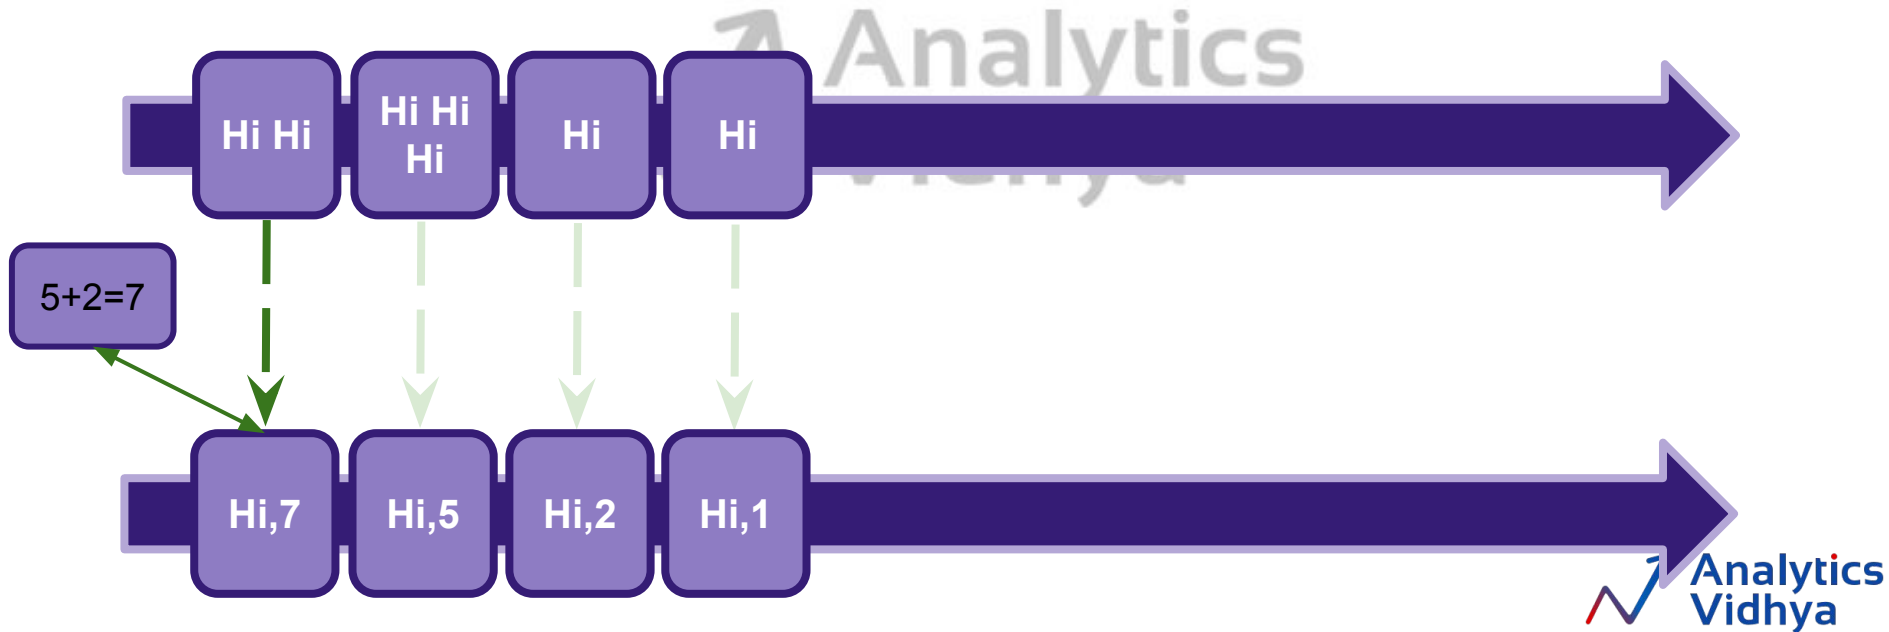 Analytics
Vidhya
Hi Hi
Hi Hi
Hi
Hi
Hi
5+2=7
Hi,7
Hi,5
Hi,2
Hi,1
Analytics
Vidhya